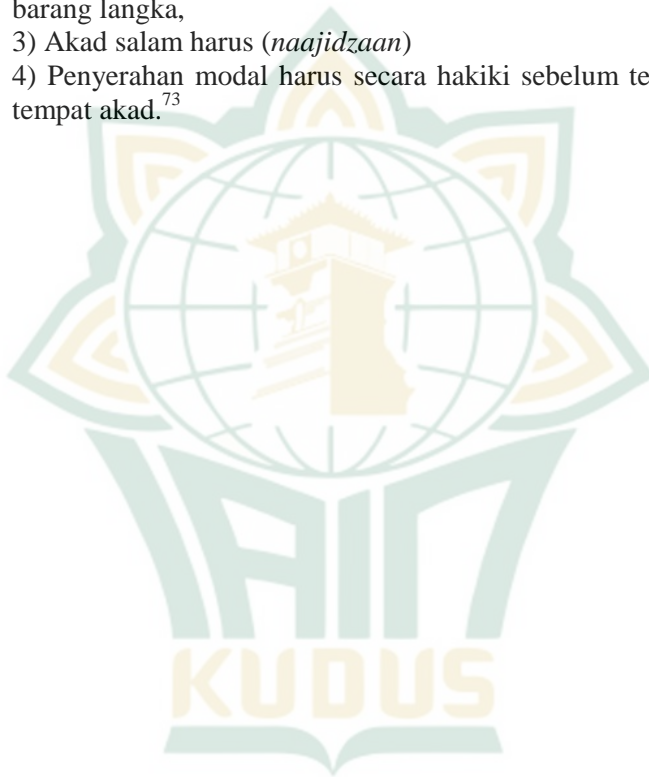 barang langka,
3) Akad salam harus (naajidzaan)
4) Penyerahan modal harus secara hakiki sebelum te
tempat akad.73
IAIN
KUDUS